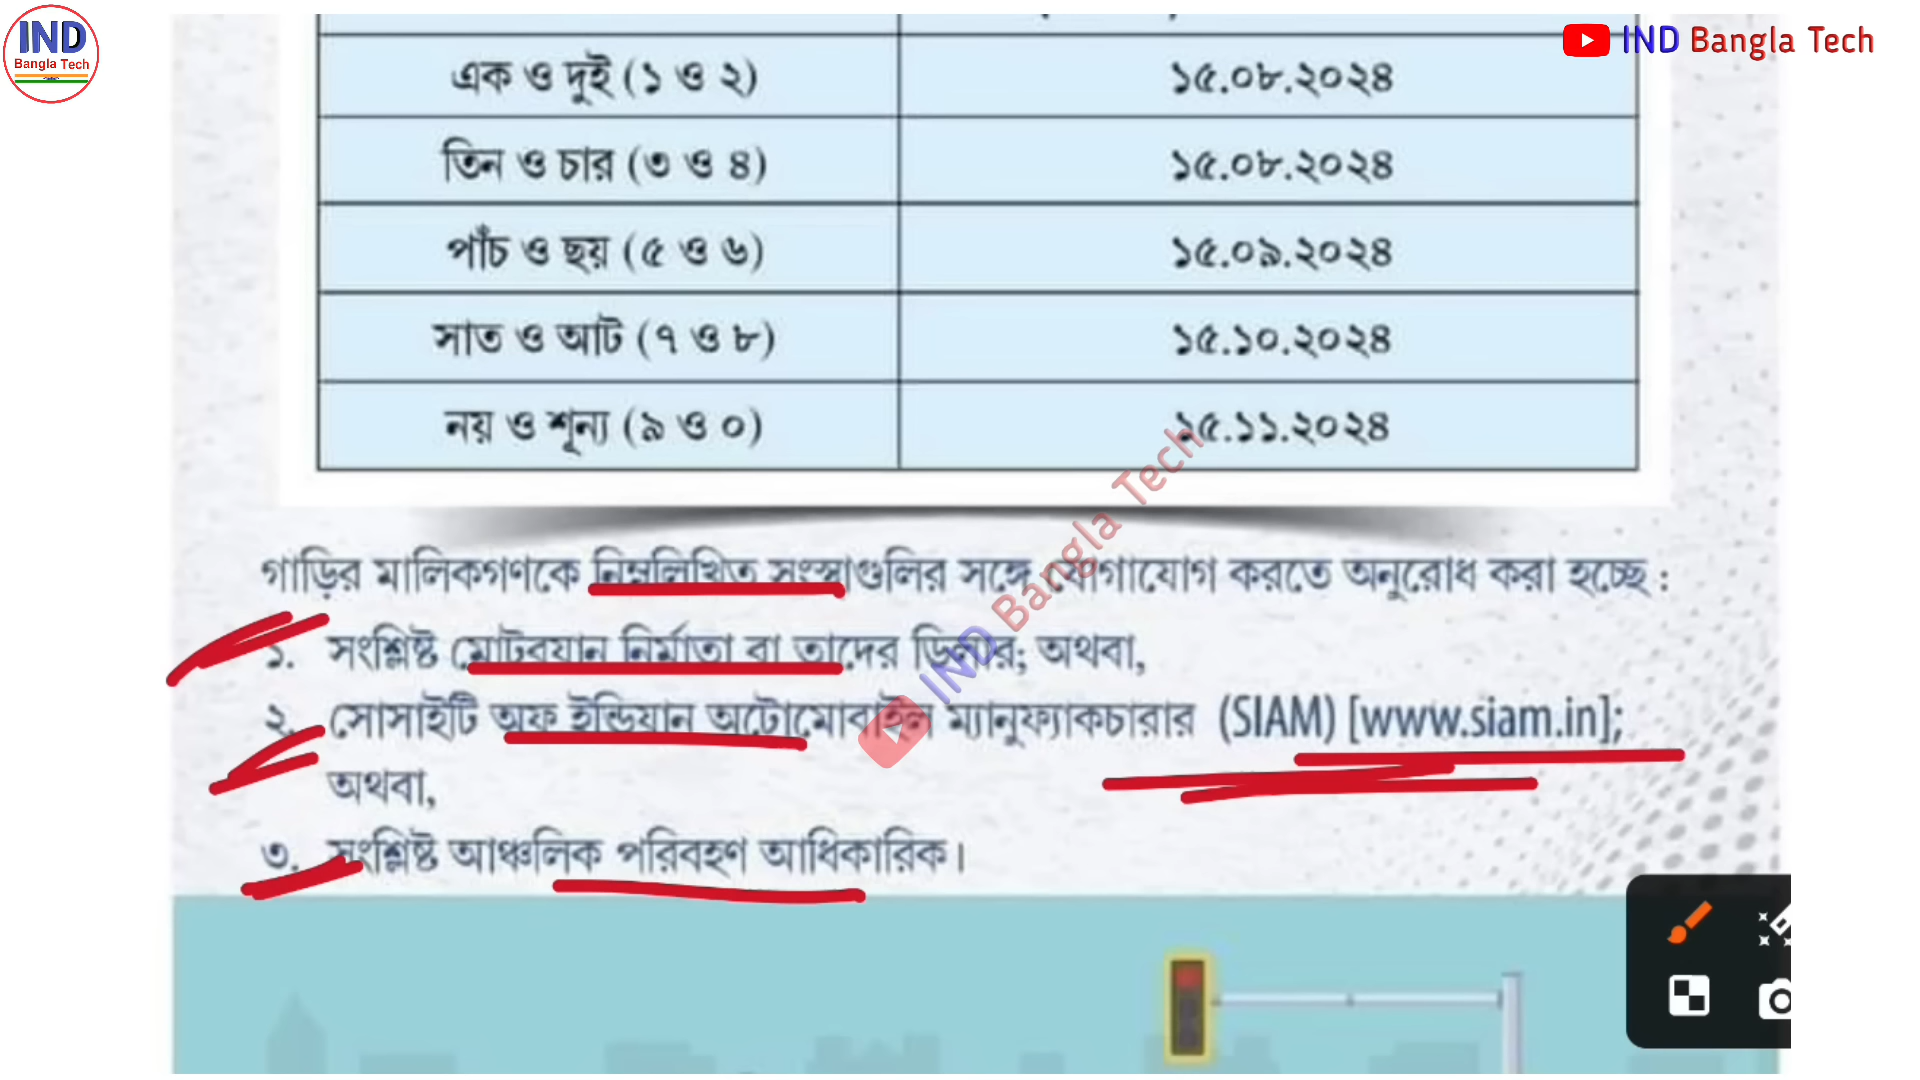 IND
Bangla Tech
IND Bangla Tech
এক ও দুই (১ ও ২) ১৫.০৮.২০২৪
তিন ও চার (৩ ও ৪) ১৫.০৮.২০২৪
পাঁচ ও ছয় (৫ ও ৬) ১৫.০৯.২০২৪
সাত ও আট (৭ ও ৮) ১৫.১০.২০২৪
নয় ও শূন্য (৯ ও ০) ১৫.১১.২০২৪
গাড়ির মালিকগণকে নিম্নলিখিত সংস্থাগুলির সঙ্গে যোগাযোগ করতে অনুরোধ করা হচ্ছে :
১. সংশ্লিষ্ট মোটরযান নির্মাতা বা তাদের ডিলার; অথবা,
২. সোসাইটি অফ ইন্ডিয়ান অটোমোবাইল ম্যানুফ্যাকচারার (SIAM) [www.siam.in];
অথবা,
৩. সংশ্লিষ্ট আঞ্চলিক পরিবহণ আধিকারিক।
IND Bangla Tech